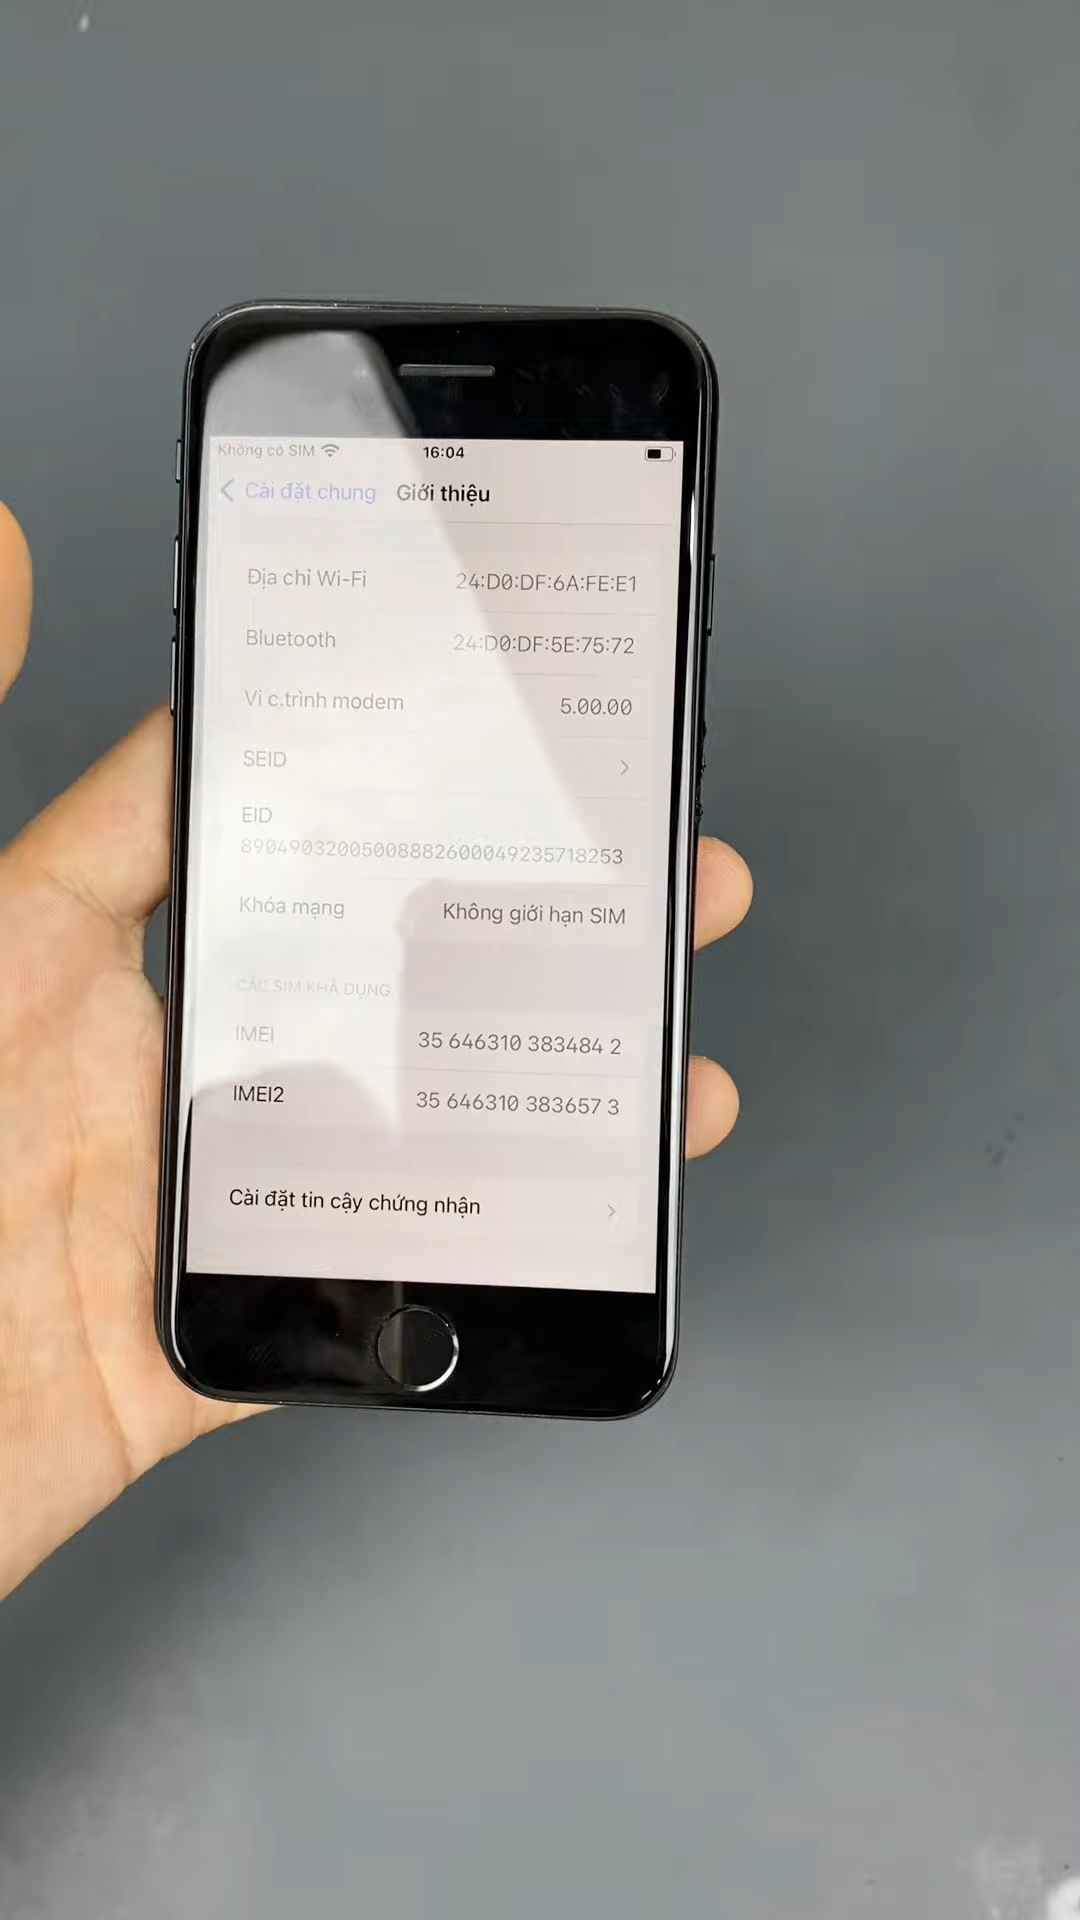 Không có SIM 16:04
Cài đặt chung Giới thiệu
Địa chỉ Wi-Fi 24:D0:DF:6A:FE:E1
Bluetooth 24:D0:DF:5E:75:72
Vi c.trình modem 5.00.00
SEID
EID
89049032005008882600049235718253
Khóa mạng Không giới hạn SIM
CÁC SIM KHẢ DỤNG
IMEI 35 646310 383484 2
IMEI2 35 646310 383657 3
Cài đặt tin cậy chứng nhận